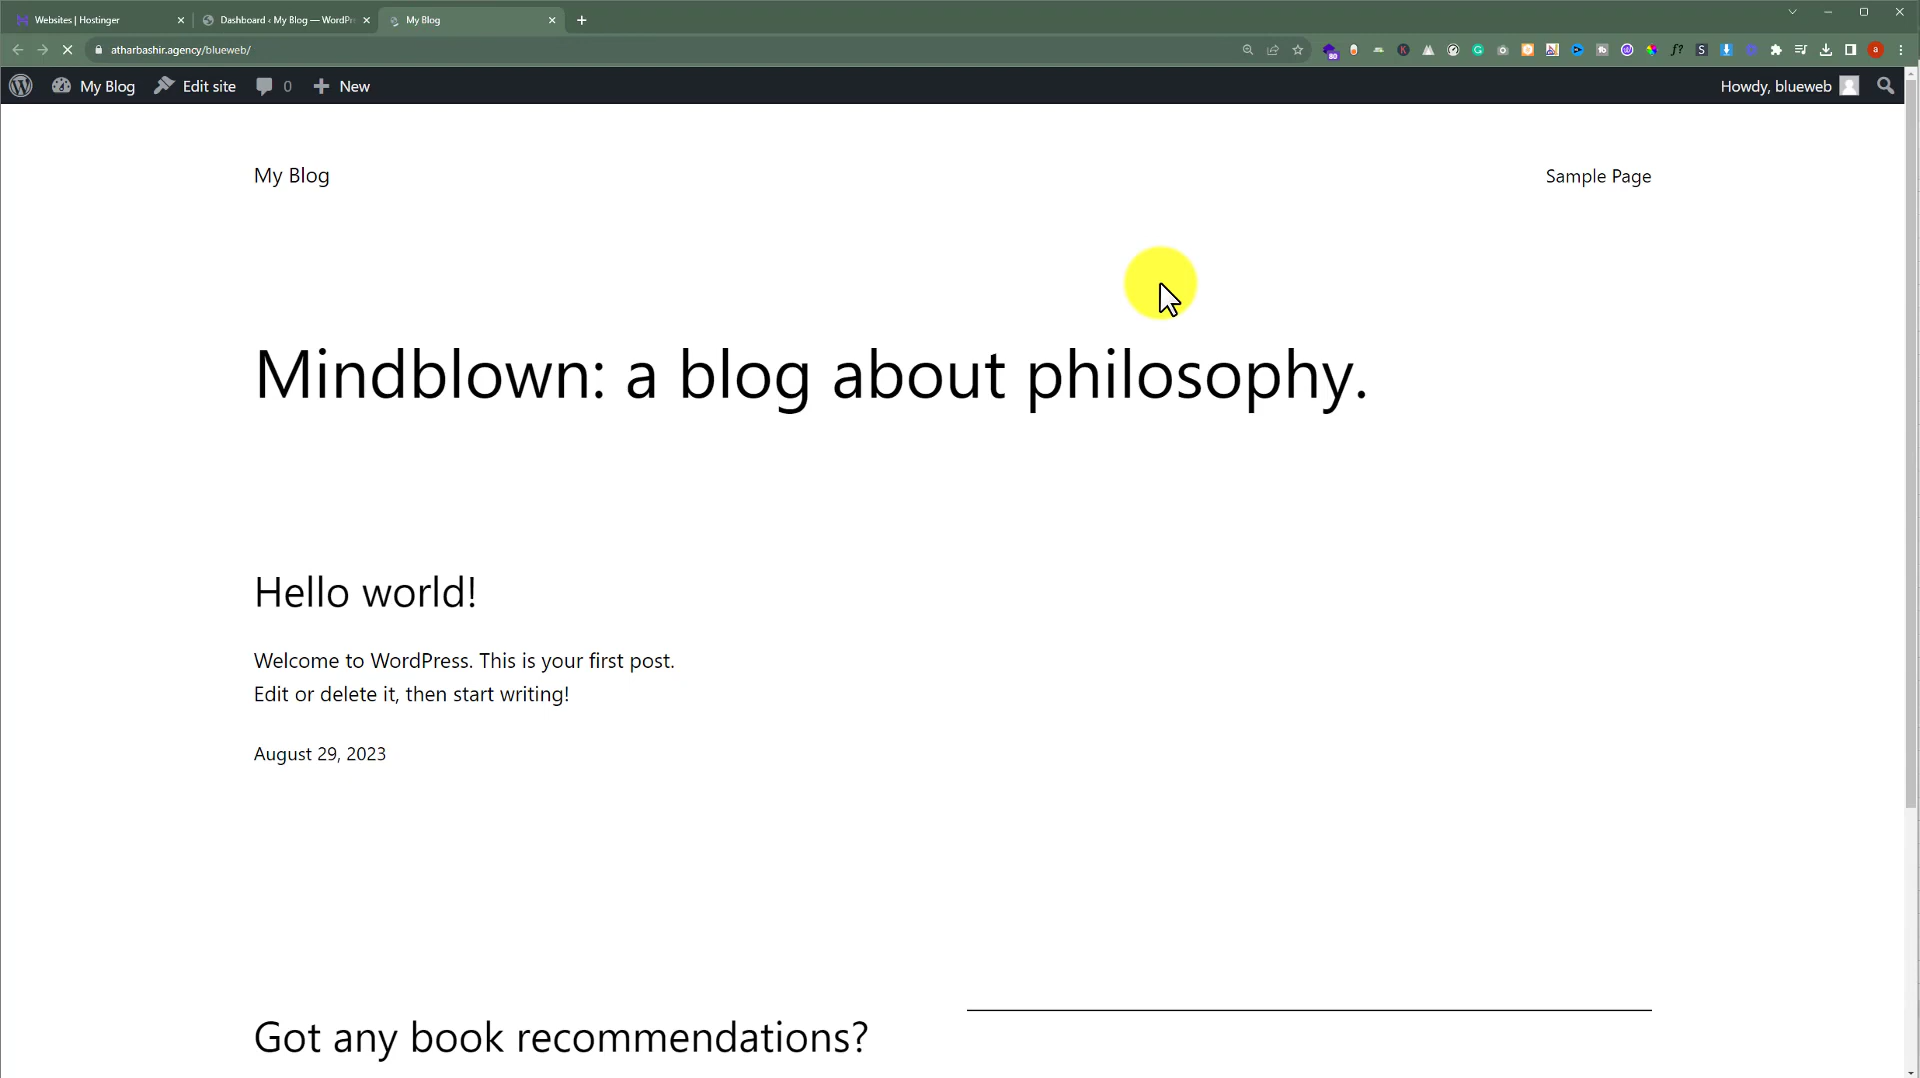 Websites | Hostinger
Dashboard ‹ My Blog — WordPr
My Blog
atharbashir.agency/blueweb/
My Blog
Edit site
0
New
Howdy, blueweb
My Blog
Sample Page
Mindblown: a blog about philosophy.
Hello world!
Welcome to WordPress. This is your first post.
Edit or delete it, then start writing!
August 29, 2023
Got any book recommendations?